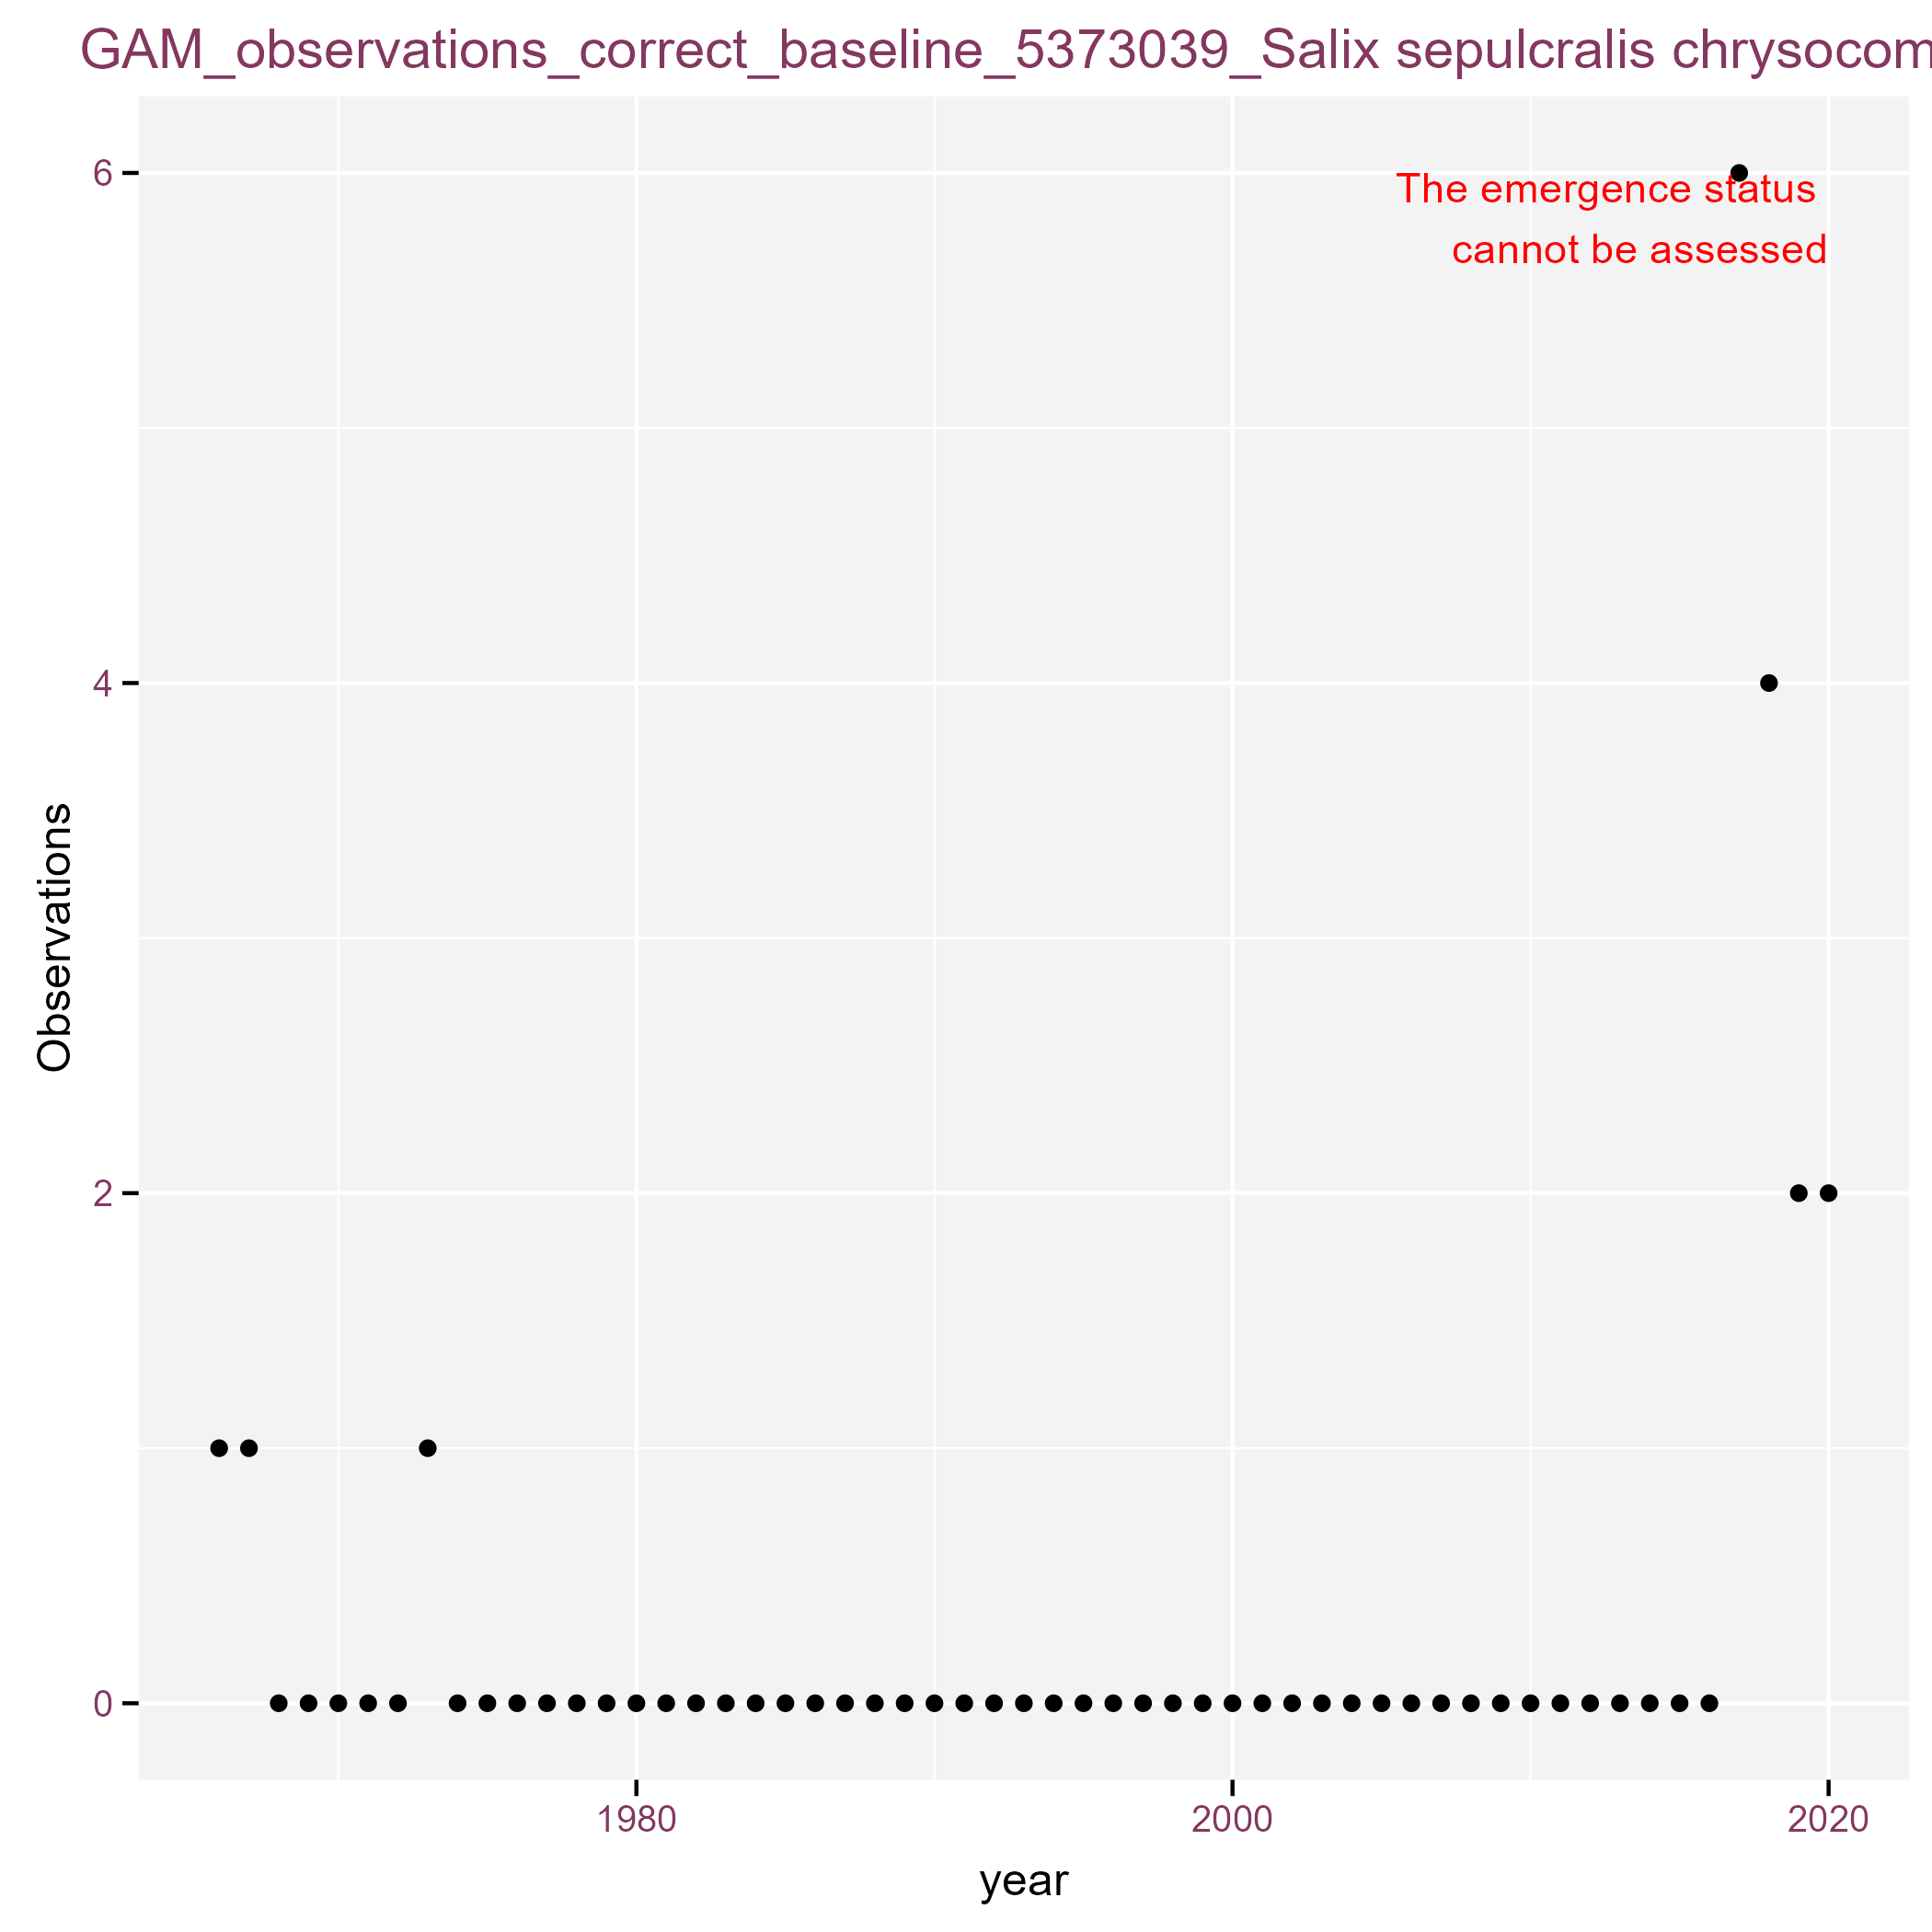 GAM_observations_correct_baseline_5373039_Salix sepulcralis chrysocom
6
The emergence status
cannot be assessed
4
Observations
2
0
1980 2000 2020
year